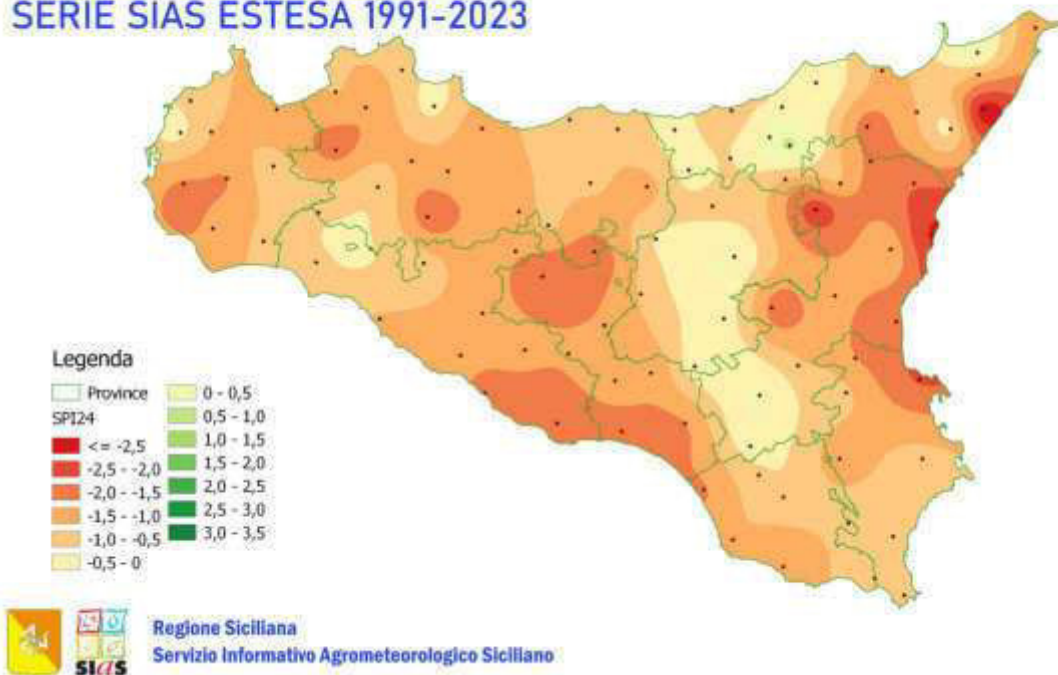 SERIE SIAS ESTESA 1991-2023
Legenda
Province
SPI24
<= -2,5
-2,5 - -2,0
-2,0 - -1,5
-1,5 - -1,0
-1,0 - -0,5
-0,5 - 0
0 - 0,5
0,5 - 1,0
1,0 - 1,5
1,5 - 2,0
2,0 - 2,5
2,5 - 3,0
3,0 - 3,5
SIAS
Regione Siciliana
Servizio Informativo Agrometeorologico Siciliano